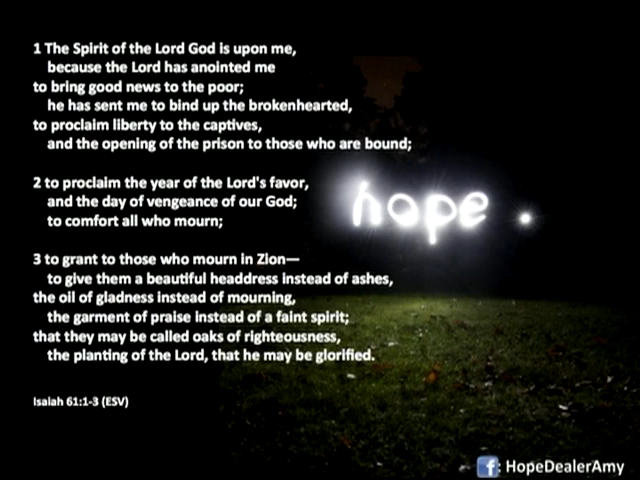 1 The Spirit of the Lord God is upon me,
because the Lord has anointed me
to bring good news to the poor;
he has sent me to bind up the brokenhearted,
to proclaim liberty to the captives,
and the opening of the prison to those who are bound;
2 to proclaim the year of the Lord's favor,
and the day of vengeance of our God;
to comfort all who mourn;
3 to grant to those who mourn in Zion—
to give them a beautiful headdress instead of ashes,
the oil of gladness instead of mourning,
the garment of praise instead of a faint spirit;
that they may be called oaks of righteousness,
the planting of the Lord, that he may be glorified.
Isaiah 61:1-3 (ESV)
hope.
f : HopeDealerAmy